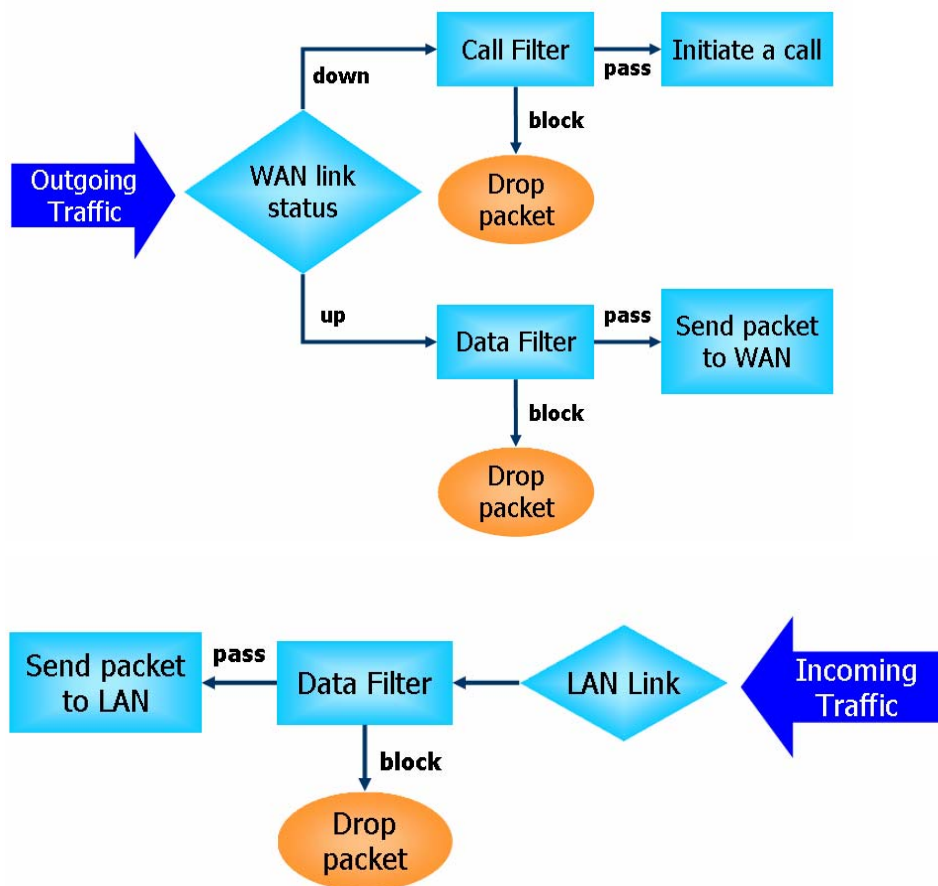 Call Filter
pass
Initiate a call
down
block
Outgoing
Traffic
WAN link
status
Drop
packet
up
Data Filter
pass
Send packet
to WAN
block
Drop
packet
Send packet
to LAN
pass
Data Filter
LAN Link
Incoming
Traffic
block
Drop
packet